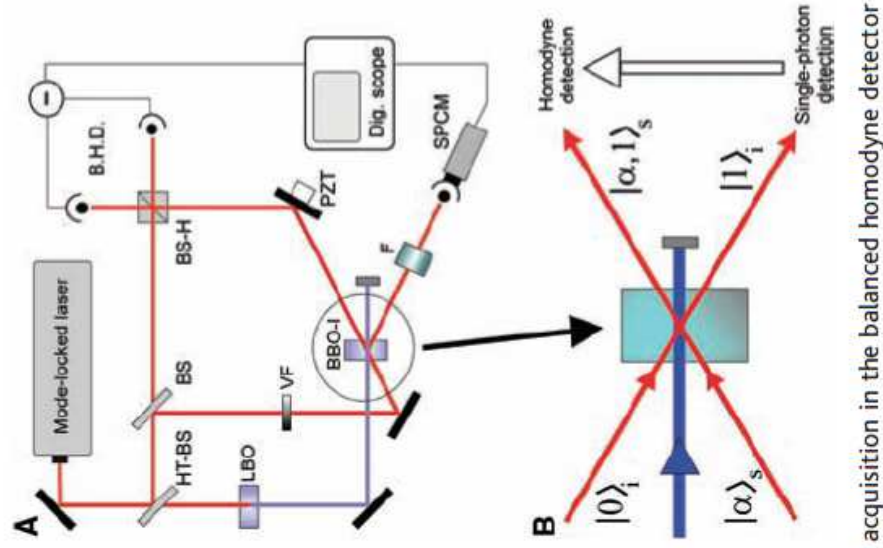 A
Mode-locked laser
HT-BS
BS
BS-H
B.H.D.
−
LBO
VF
BBO-I
PZT
F
SPCM
Dig. scope
B
|0⟩i
|α⟩s
|α,1⟩s
|1⟩i
Homodyne
detection
Single-photon
detection
acquisition in the balanced homodyne detector